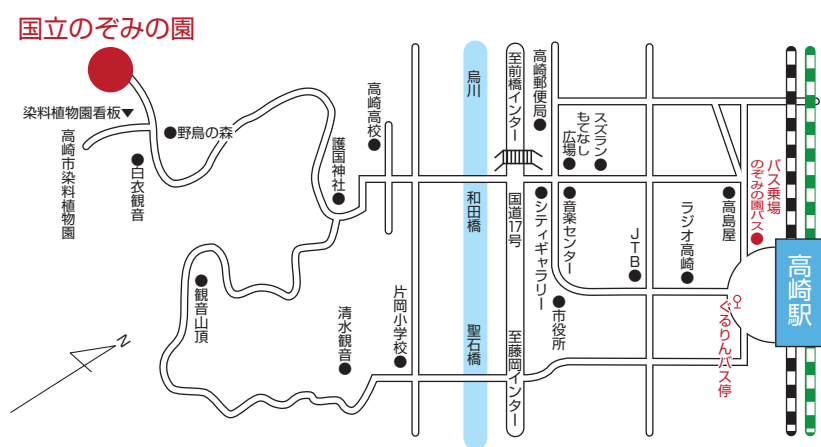 国立のぞみの園
染料植物園看板▼
高崎市染料植物園
野鳥の森
白衣観音
護国神社
高崎高校
観音山頂
清水観音
片岡小学校
烏川
和田橋
聖石橋
至前橋インター
国道17号
至藤岡インター
高崎郵便局
もてなし広場
スズラン
シティギャラリー
音楽センター
市役所
JTB
ラジオ高崎
高島屋
バス乗場
のぞみの園バス
ぐるりんバス停
高崎駅
N